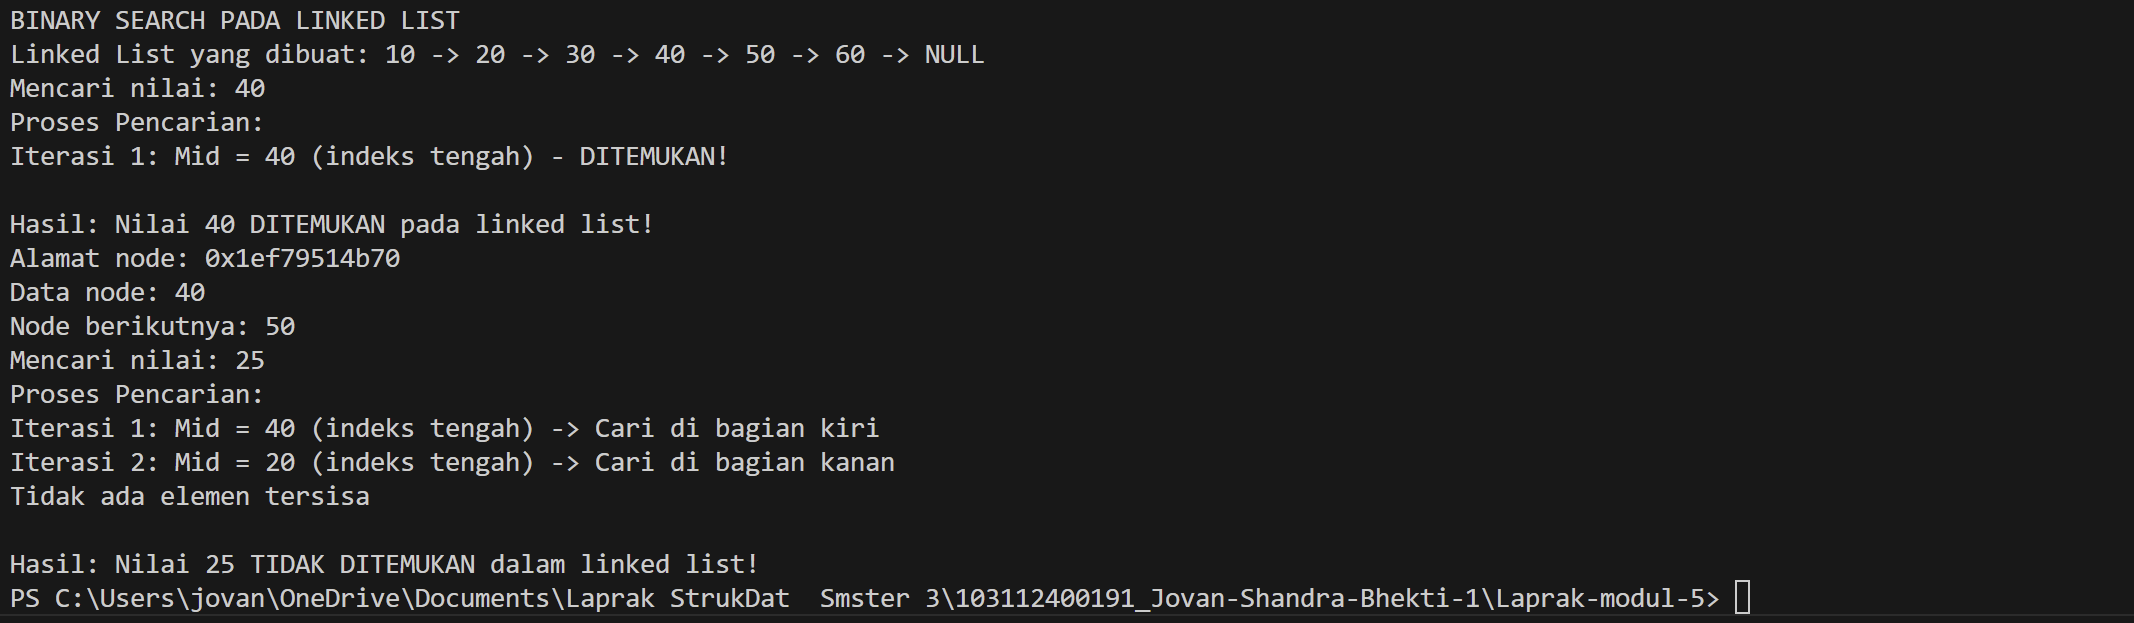 BINARY SEARCH PADA LINKED LIST
Linked List yang dibuat: 10 -> 20 -> 30 -> 40 -> 50 -> 60 -> NULL
Mencari nilai: 40
Proses Pencarian:
Iterasi 1: Mid = 40 (indeks tengah) - DITEMUKAN!
Hasil: Nilai 40 DITEMUKAN pada linked list!
Alamat node: 0x1ef79514b70
Data node: 40
Node berikutnya: 50
Mencari nilai: 25
Proses Pencarian:
Iterasi 1: Mid = 40 (indeks tengah) -> Cari di bagian kiri
Iterasi 2: Mid = 20 (indeks tengah) -> Cari di bagian kanan
Tidak ada elemen tersisa
Hasil: Nilai 25 TIDAK DITEMUKAN dalam linked list!
PS C:\Users\jovan\OneDrive\Documents\Laprak StrukDat  Smster 3\103112400191_Jovan-Shandra-Bhekti-1\Laprak-modul-5>